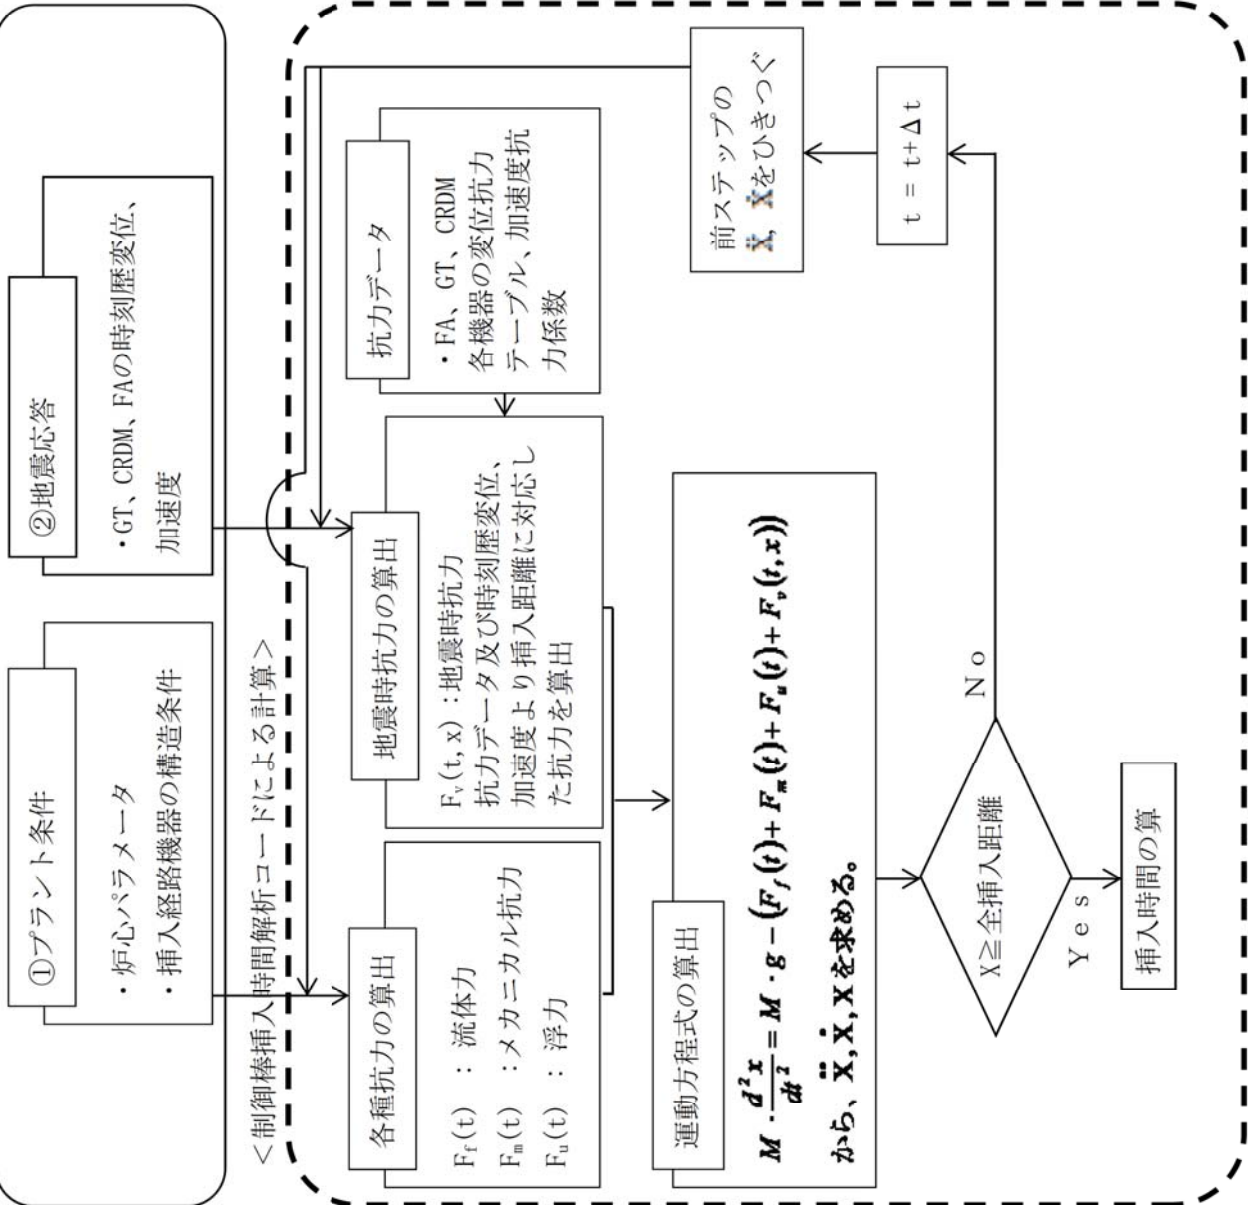 ①プラント条件
・炉心パラメータ
・挿入経路機器の構造条件
②地震応答
・GT、CRDM、FAの時刻歴変位、
加速度
<制御棒挿入時間解析コードによる計算>
各種抗力の算出
F_f(t) : 流体力
F_m(t) :メカニカル抗力
F_u(t) : 浮力
地震時抗力の算出
F_v(t,x):地震時抗力
抗力データ及び時刻歴変位、
加速度より挿入距離に対応し
た抗力を算出
抗力データ
・FA、GT、CRDM
各機器の変位抗力
テーブル、加速度抗
力係数
運動方程式の算出
M・d²x/dt² = M・g − (F_f(t) + F_m(t) + F_u(t) + F_v(t,x))
から、Ẍ,Ẋ,Xを求める。
X≧全挿入距離
No
Yes
挿入時間の算
t = t+Δt
前ステップの
Ẍ, Ẋをひきつぐ